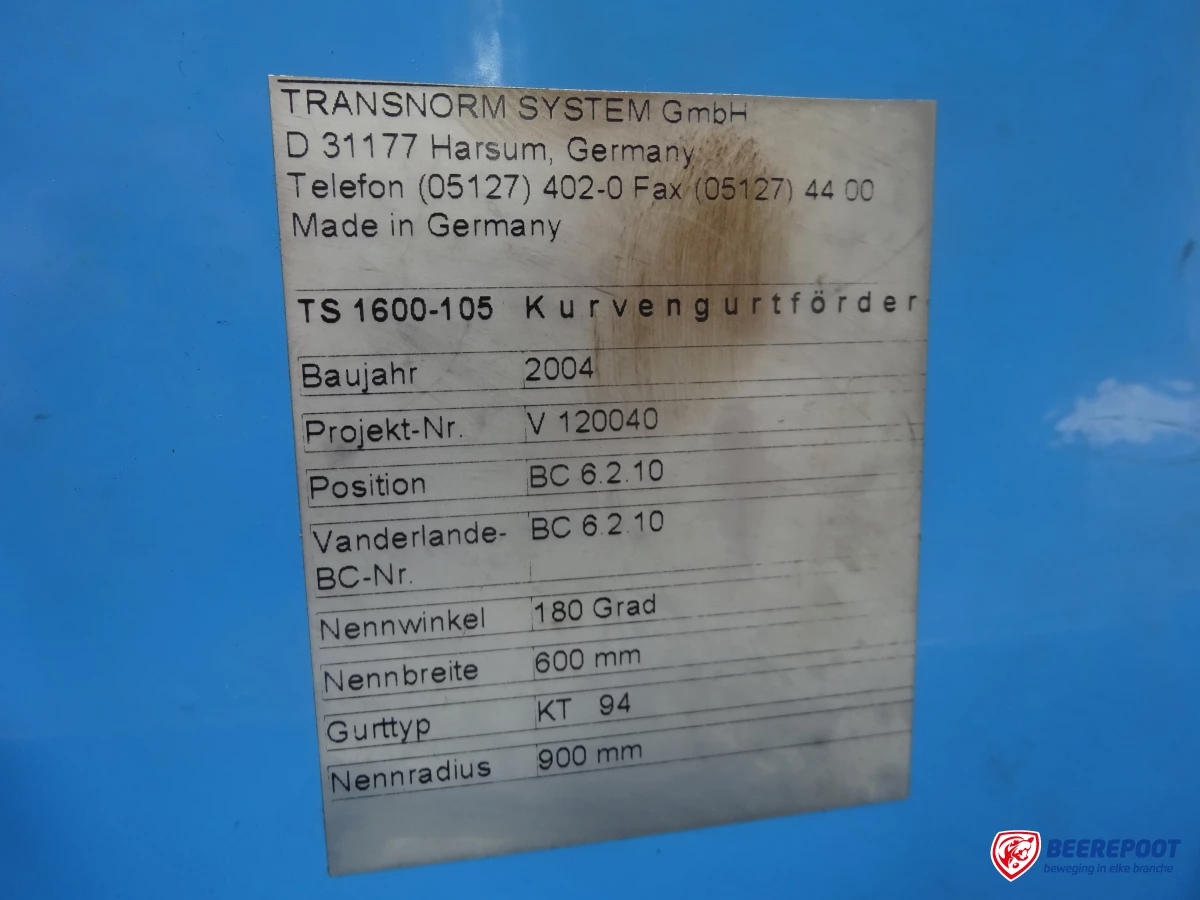 TRANSNORM SYSTEM GmbH
D 31177 Harsum, Germany
Telefon (05127) 402-0 Fax (05127) 44 00
Made in Germany
TS 1600-105 Kurvengurtförder
Baujahr 2004
Projekt-Nr. V 120040
Position BC 6.2.10
Vanderlande- BC 6.2.10
BC-Nr.
Nennwinkel 180 Grad
Nennbreite 600 mm
Gurttyp KT 94
Nennradius 900 mm
BEEREPOOT
beweging in elke branche